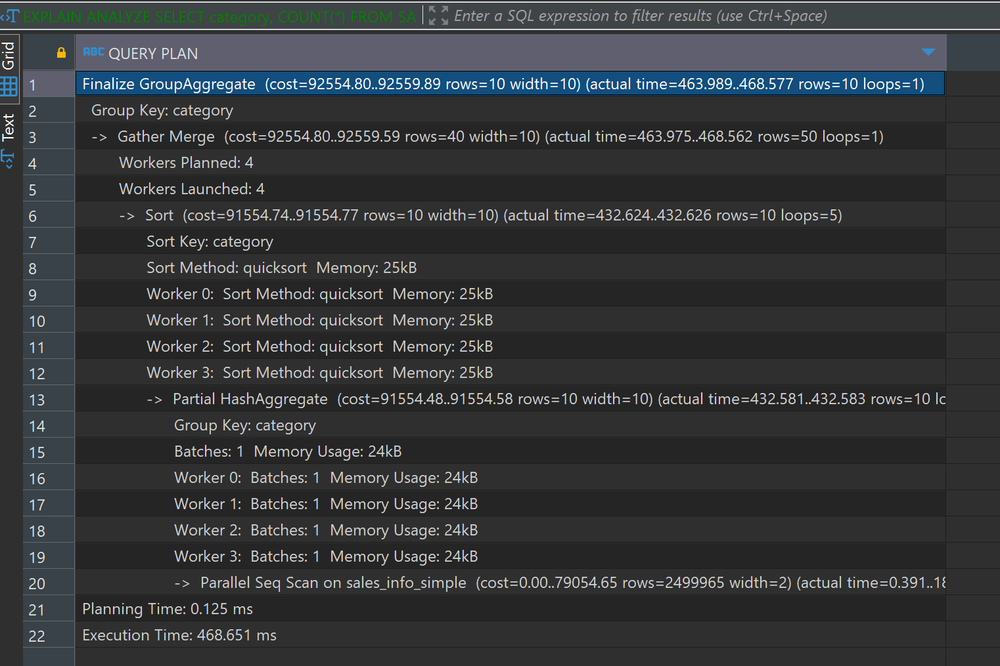 EXPLAIN ANALYZE SELECT category, COUNT(*) FROM SA Enter a SQL expression to filter results (use Ctrl+Space)
Grid
Text
ABC QUERY PLAN
1 Finalize GroupAggregate (cost=92554.80..92559.89 rows=10 width=10) (actual time=463.989..468.577 rows=10 loops=1)
2 Group Key: category
3 -> Gather Merge (cost=92554.80..92559.59 rows=40 width=10) (actual time=463.975..468.562 rows=50 loops=1)
4 Workers Planned: 4
5 Workers Launched: 4
6 -> Sort (cost=91554.74..91554.77 rows=10 width=10) (actual time=432.624..432.626 rows=10 loops=5)
7 Sort Key: category
8 Sort Method: quicksort Memory: 25kB
9 Worker 0: Sort Method: quicksort Memory: 25kB
10 Worker 1: Sort Method: quicksort Memory: 25kB
11 Worker 2: Sort Method: quicksort Memory: 25kB
12 Worker 3: Sort Method: quicksort Memory: 25kB
13 -> Partial HashAggregate (cost=91554.48..91554.58 rows=10 width=10) (actual time=432.581..432.583 rows=10 lo
14 Group Key: category
15 Batches: 1 Memory Usage: 24kB
16 Worker 0: Batches: 1 Memory Usage: 24kB
17 Worker 1: Batches: 1 Memory Usage: 24kB
18 Worker 2: Batches: 1 Memory Usage: 24kB
19 Worker 3: Batches: 1 Memory Usage: 24kB
20 -> Parallel Seq Scan on sales_info_simple (cost=0.00..79054.65 rows=2499965 width=2) (actual time=0.391..18
21 Planning Time: 0.125 ms
22 Execution Time: 468.651 ms